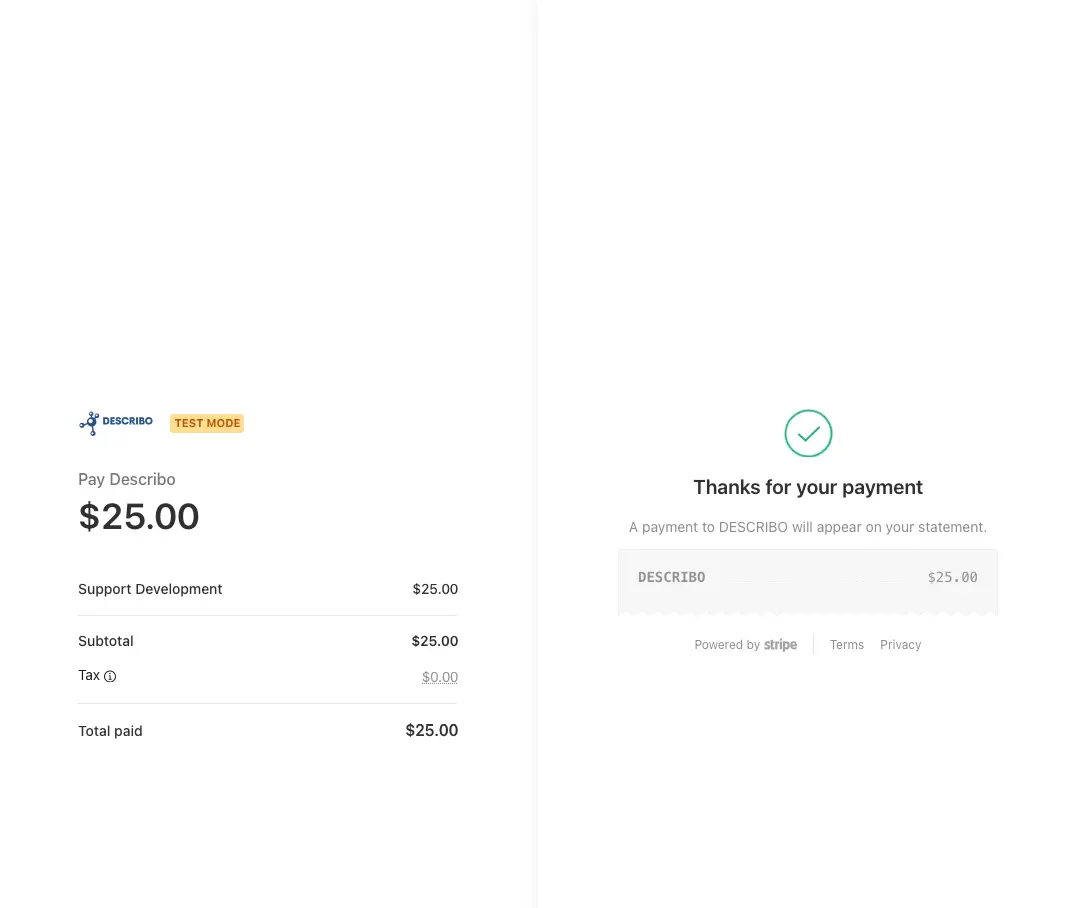 DESCRIBO TEST MODE
Pay Describo
$25.00
Support Development $25.00
Subtotal $25.00
Tax $0.00
Total paid $25.00
Thanks for your payment
A payment to DESCRIBO will appear on your statement.
DESCRIBO $25.00
Powered by stripe Terms Privacy